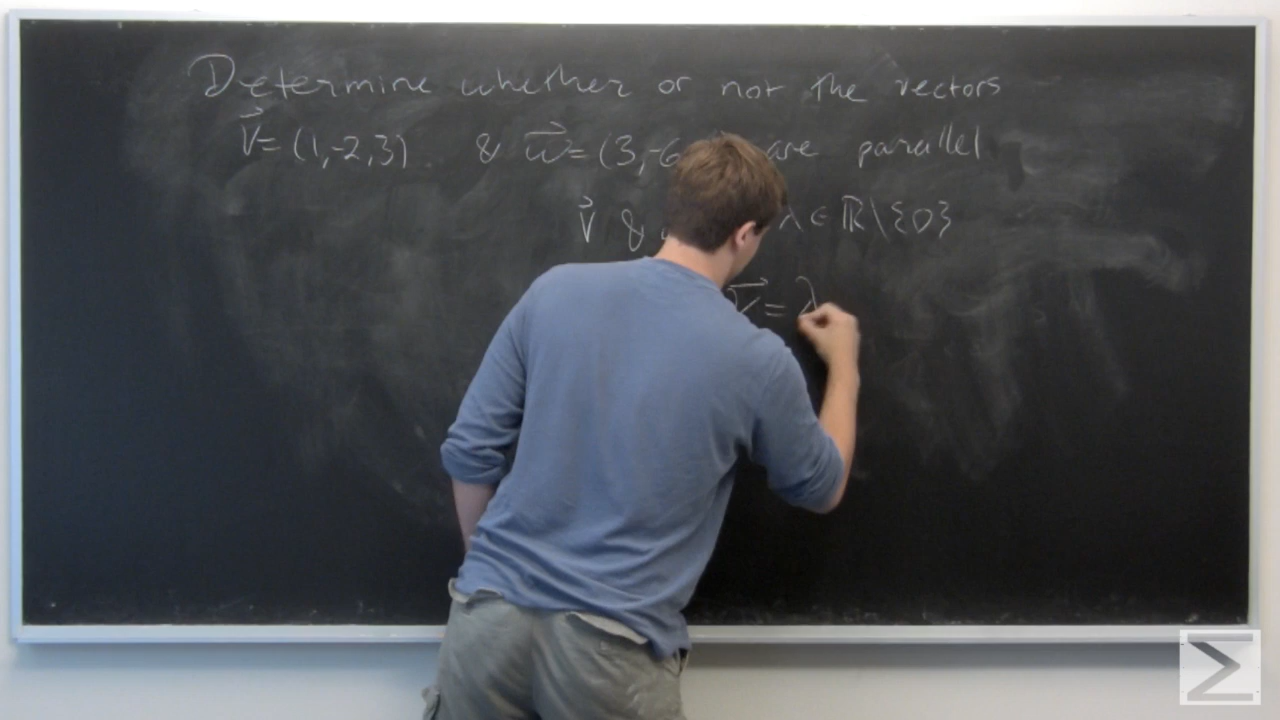 Determine whether or not the vectors
v⃗=(1,-2,3) & w⃗=(3,-6 are parallel
v⃗ & λ∈ℝ\{0}
v⃗=λ